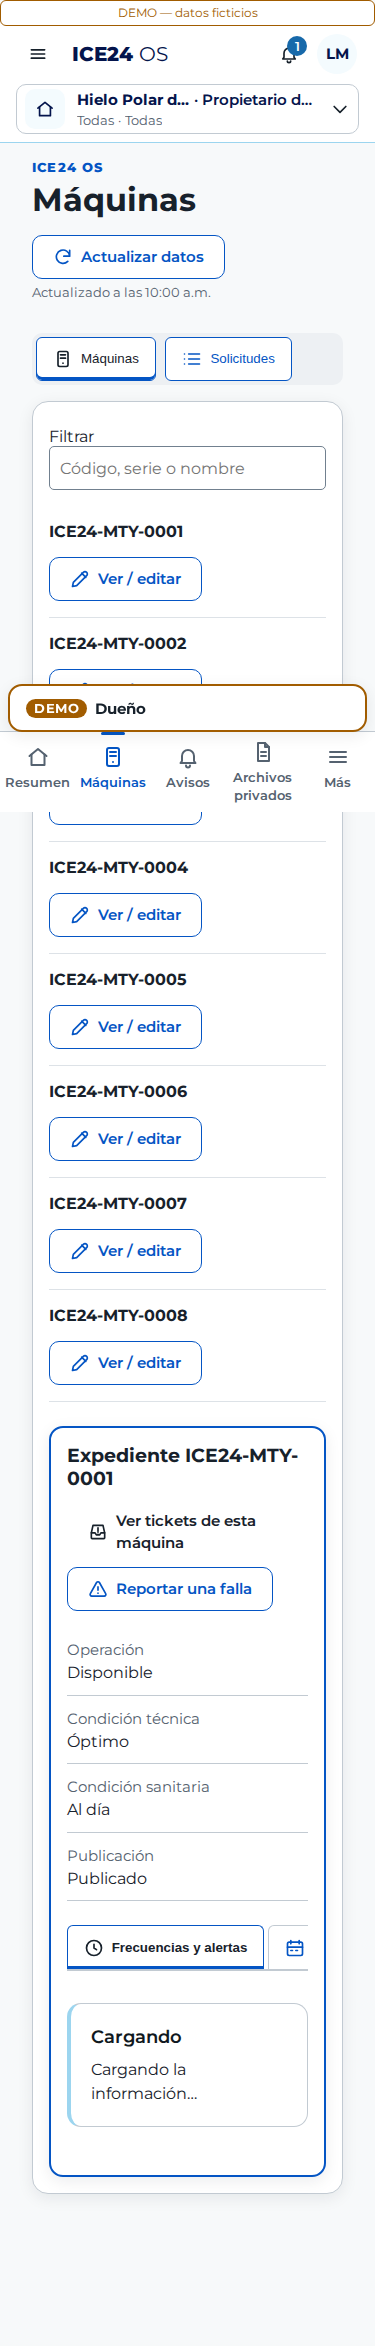 DEMO — datos ficticios
ICE24 OS
1
LM
Hielo Polar d... · Propietario d...
Todas · Todas
ICE24 OS
Máquinas
Actualizar datos
Actualizado a las 10:00 a.m.
Máquinas
Solicitudes
Filtrar
Código, serie o nombre
ICE24-MTY-0001
Ver / editar
ICE24-MTY-0002
DEMO Dueño
Resumen
Máquinas
Avisos
Archivos privados
Más
ICE24-MTY-0004
Ver / editar
ICE24-MTY-0005
Ver / editar
ICE24-MTY-0006
Ver / editar
ICE24-MTY-0007
Ver / editar
ICE24-MTY-0008
Ver / editar
Expediente ICE24-MTY-
0001
Ver tickets de esta
máquina
Reportar una falla
Operación
Disponible
Condición técnica
Óptimo
Condición sanitaria
Al día
Publicación
Publicado
Frecuencias y alertas
Cargando
Cargando la
información...